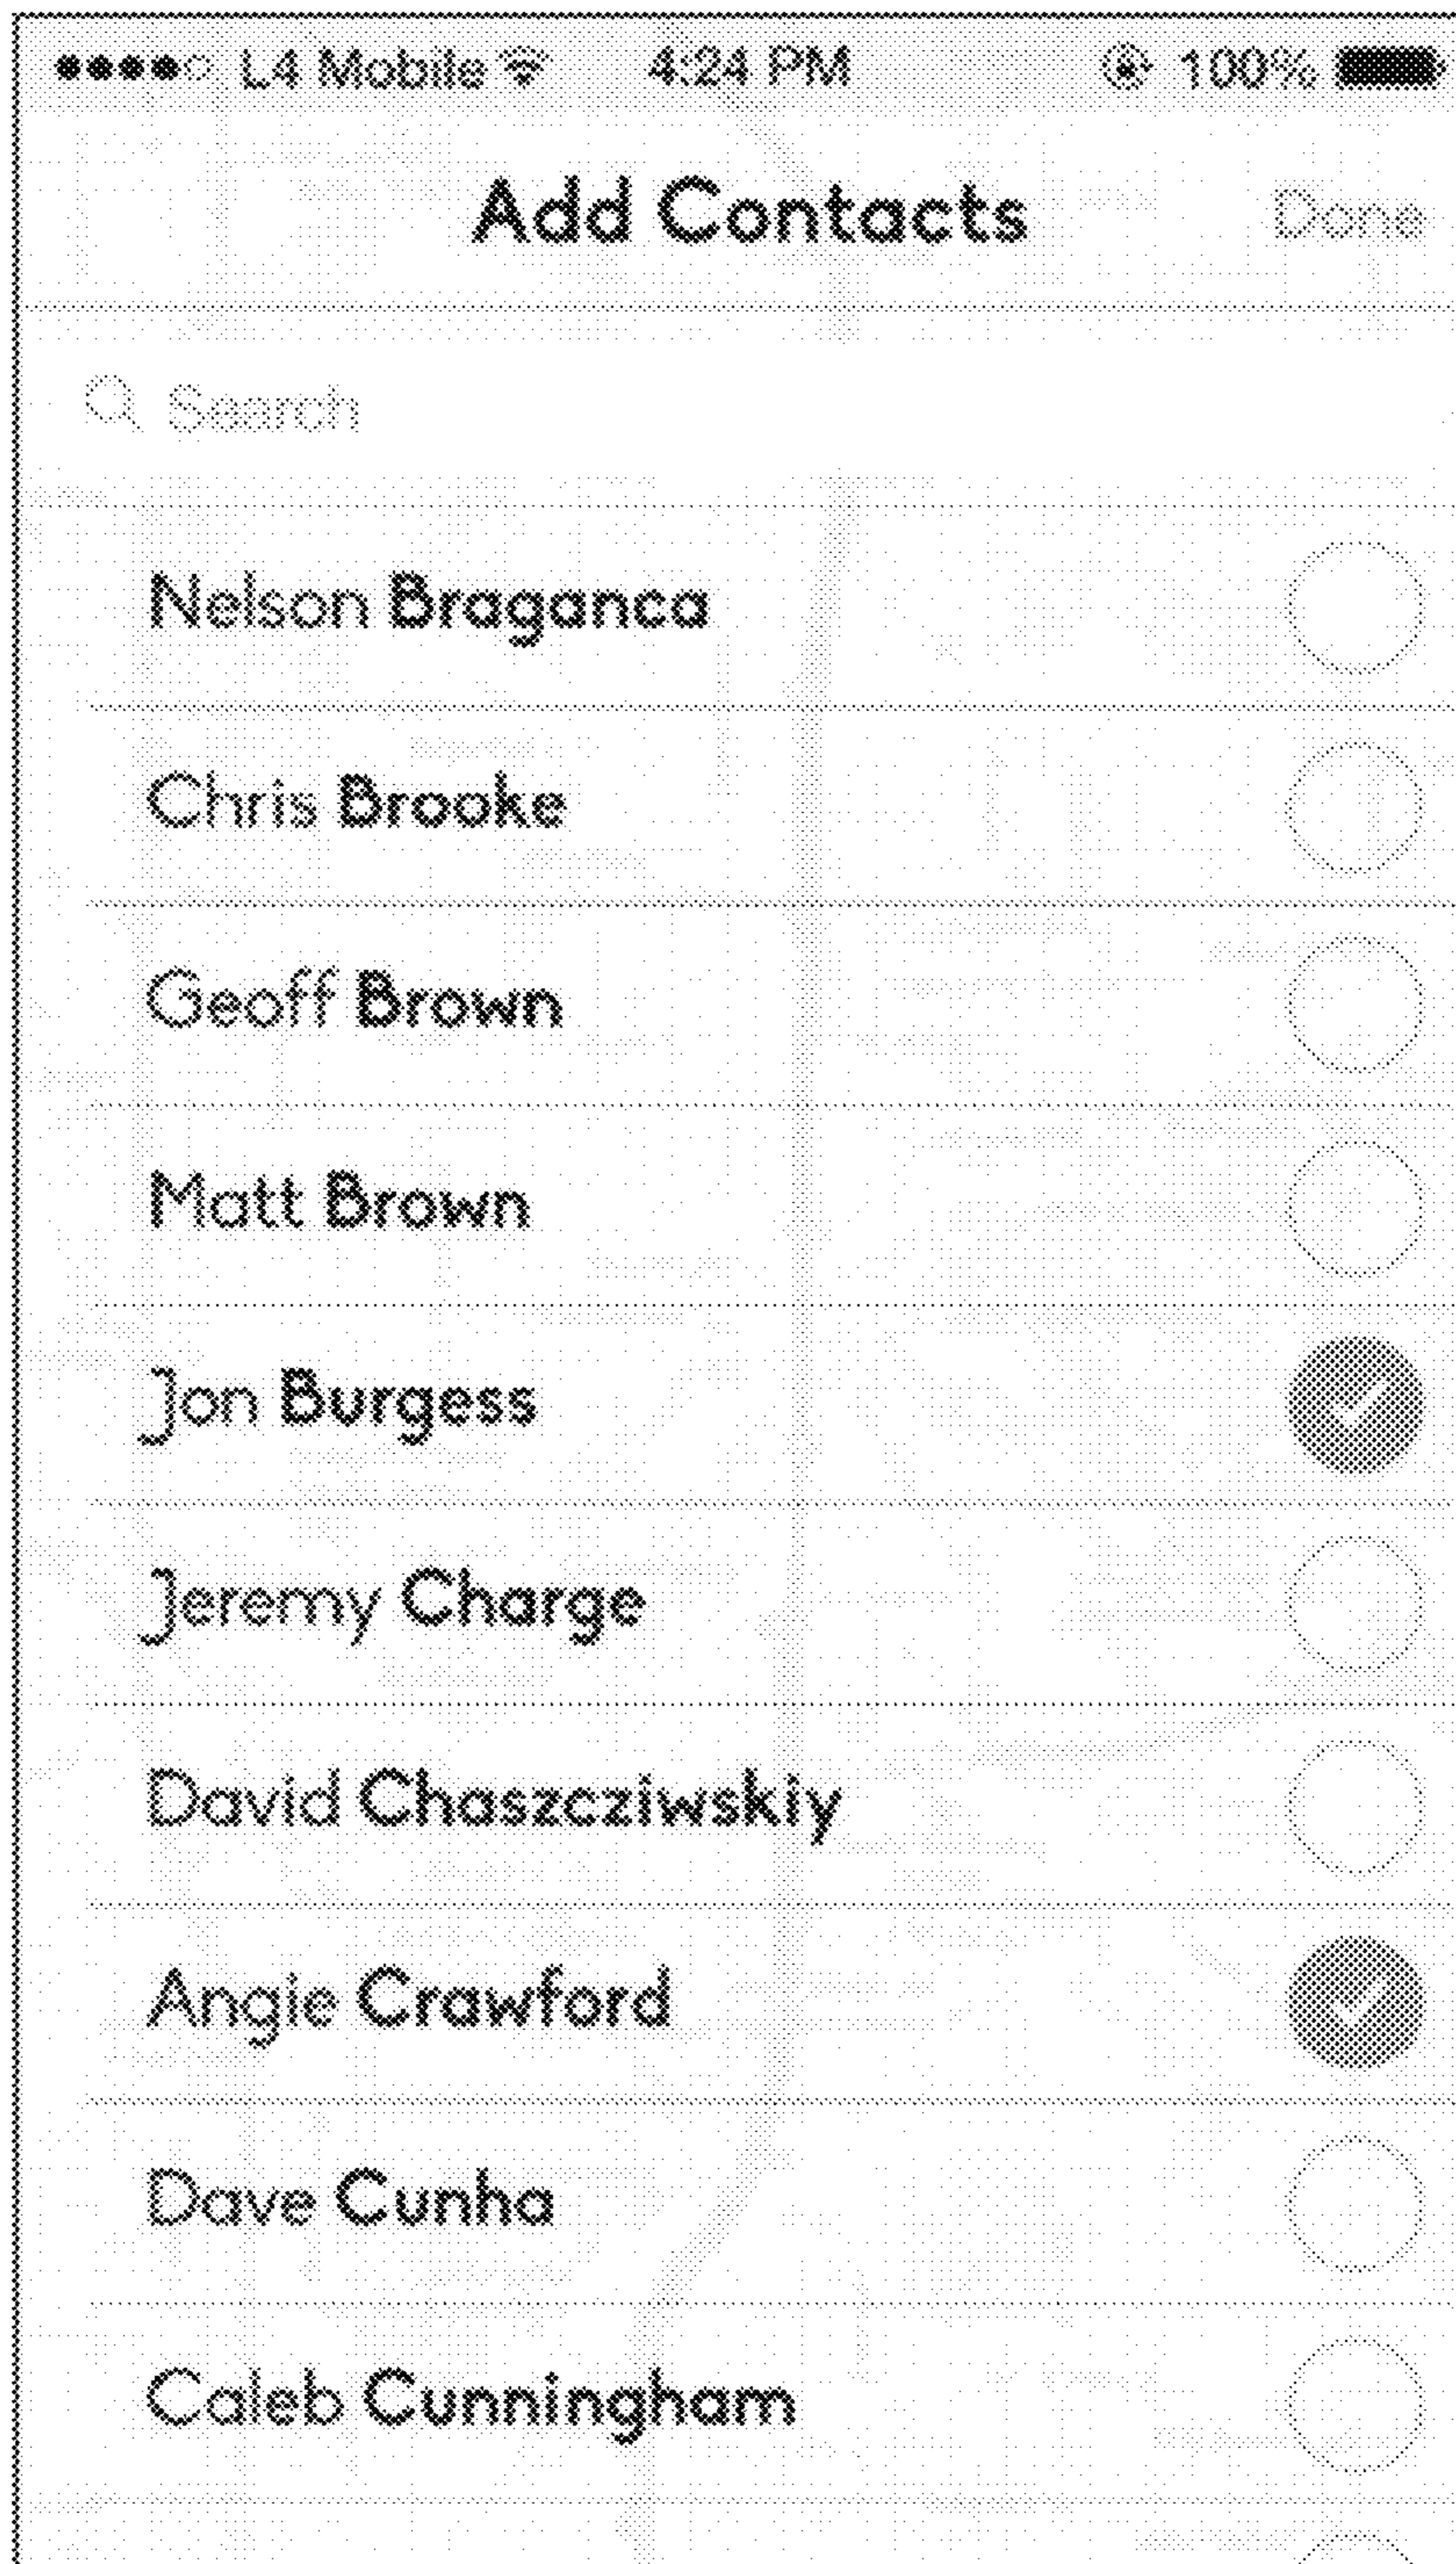 L4 Mobile 4:24 PM 100%
Add Contacts Done
Search
Nelson Braganca
Chris Brooke
Geoff Brown
Matt Brown
Jon Burgess
Jeremy Charge
David Chaszcziwskiy
Angie Crawford
Dave Cunha
Caleb Cunningham